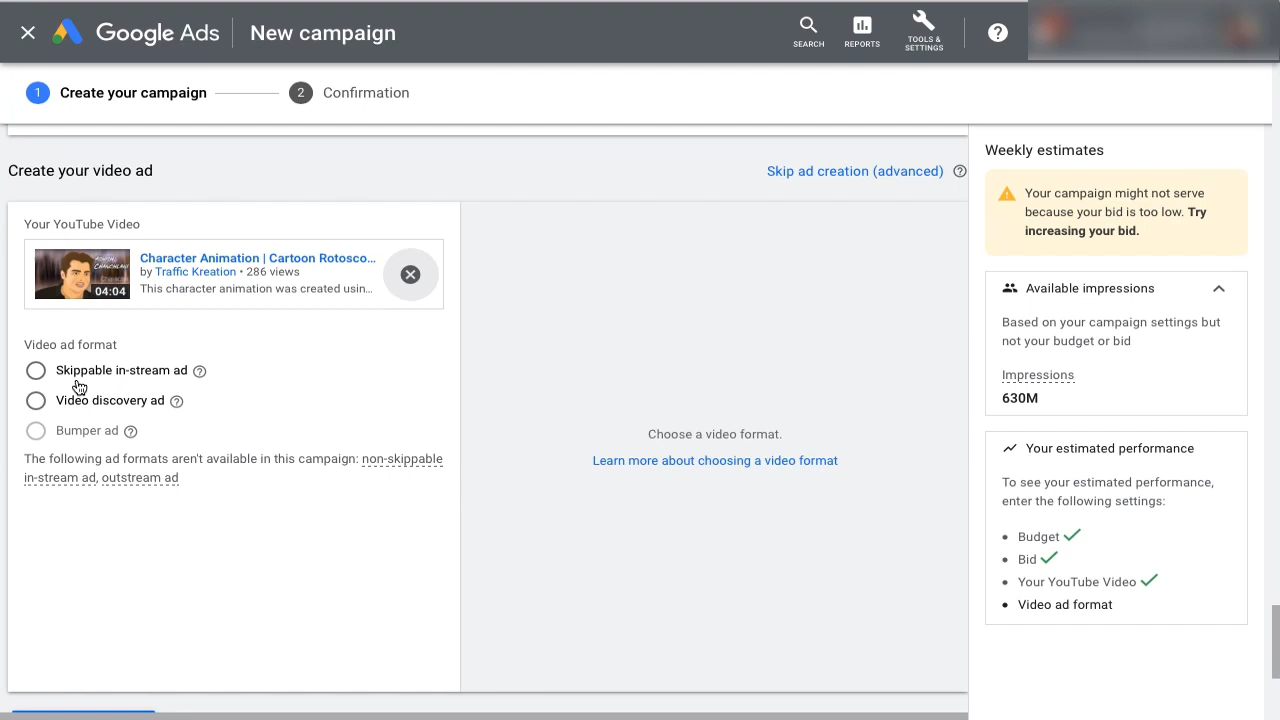 Google Ads
New campaign
SEARCH
REPORTS
TOOLS &
SETTINGS
1 Create your campaign
2 Confirmation
Create your video ad
Skip ad creation (advanced)
Your YouTube Video
Character Animation | Cartoon Rotosco...
by Traffic Kreation • 286 views
This character animation was created usin...
04:04
Video ad format
Skippable in-stream ad
Video discovery ad
Bumper ad
The following ad formats aren't available in this campaign: non-skippable
in-stream ad, outstream ad
Choose a video format.
Learn more about choosing a video format
Weekly estimates
Your campaign might not serve
because your bid is too low. Try
increasing your bid.
Available impressions
Based on your campaign settings but
not your budget or bid
Impressions
630M
Your estimated performance
To see your estimated performance,
enter the following settings:
• Budget
• Bid
• Your YouTube Video
• Video ad format